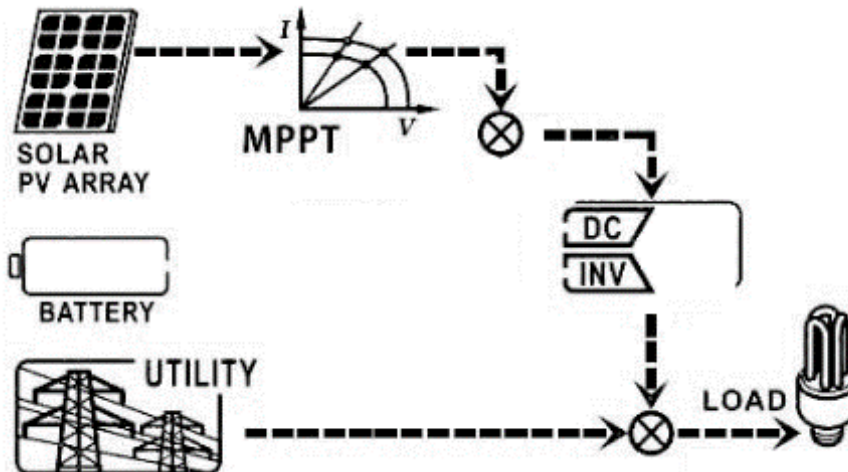 I
V
MPPT
SOLAR
PV ARRAY
DC
INV
BATTERY
UTILITY
LOAD